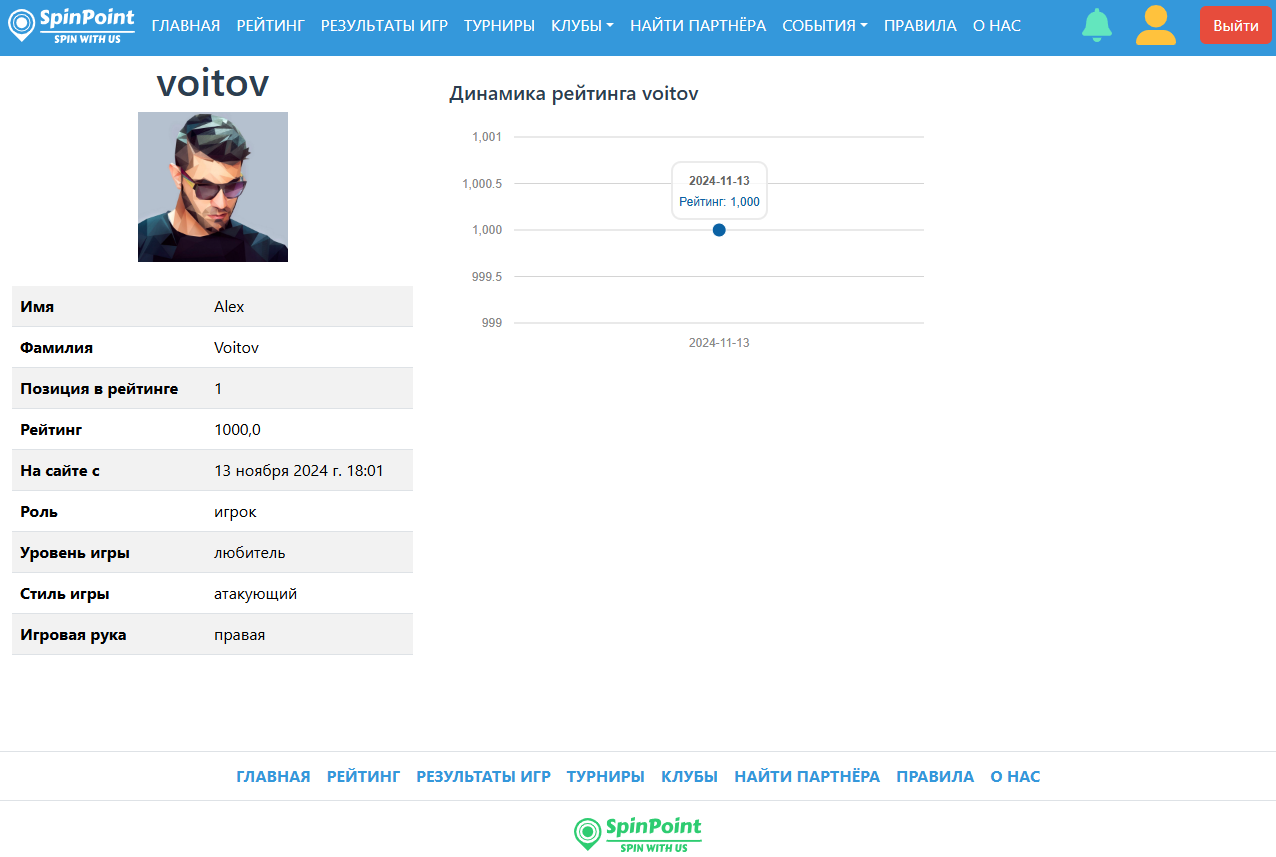 SpinPoint
SPIN WITH US
ГЛАВНАЯ РЕЙТИНГ РЕЗУЛЬТАТЫ ИГР ТУРНИРЫ КЛУБЫ НАЙТИ ПАРТНЁРА СОБЫТИЯ ПРАВИЛА О НАС Выйти
voitov
Имя Alex
Фамилия Voitov
Позиция в рейтинге 1
Рейтинг 1000,0
На сайте с 13 ноября 2024 г. 18:01
Роль игрок
Уровень игры любитель
Стиль игры атакующий
Игровая рука правая
Динамика рейтинга voitov
1,001
1,000.5
1,000
999.5
999
2024-11-13
Рейтинг: 1,000
2024-11-13
ГЛАВНАЯ РЕЙТИНГ РЕЗУЛЬТАТЫ ИГР ТУРНИРЫ КЛУБЫ НАЙТИ ПАРТНЁРА ПРАВИЛА О НАС
SpinPoint
SPIN WITH US